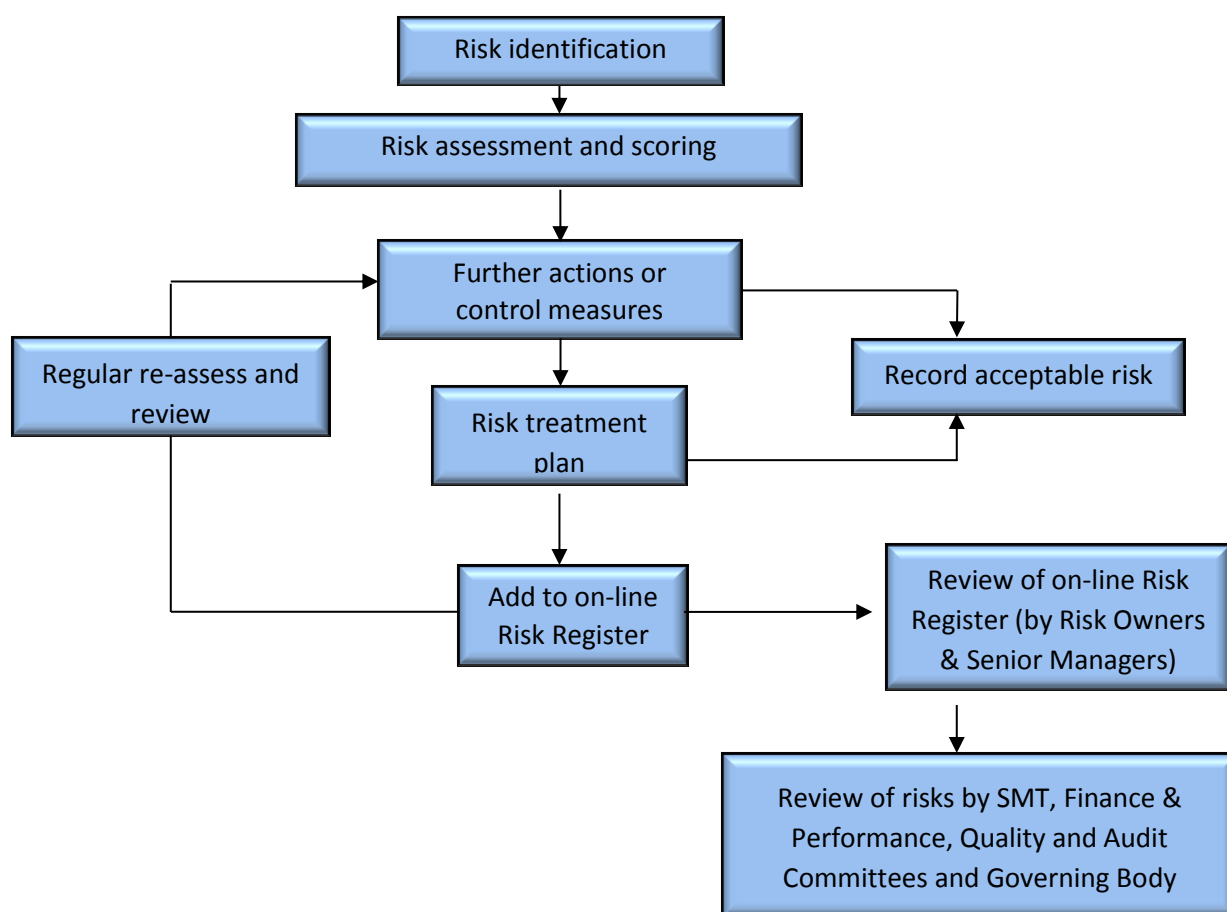 Risk identification
Risk assessment and scoring
Further actions or
control measures
Regular re-assess and
review
Record acceptable risk
Risk treatment
plan
Add to on-line
Risk Register
Review of on-line Risk
Register (by Risk Owners
& Senior Managers)
Review of risks by SMT, Finance &
Performance, Quality and Audit
Committees and Governing Body